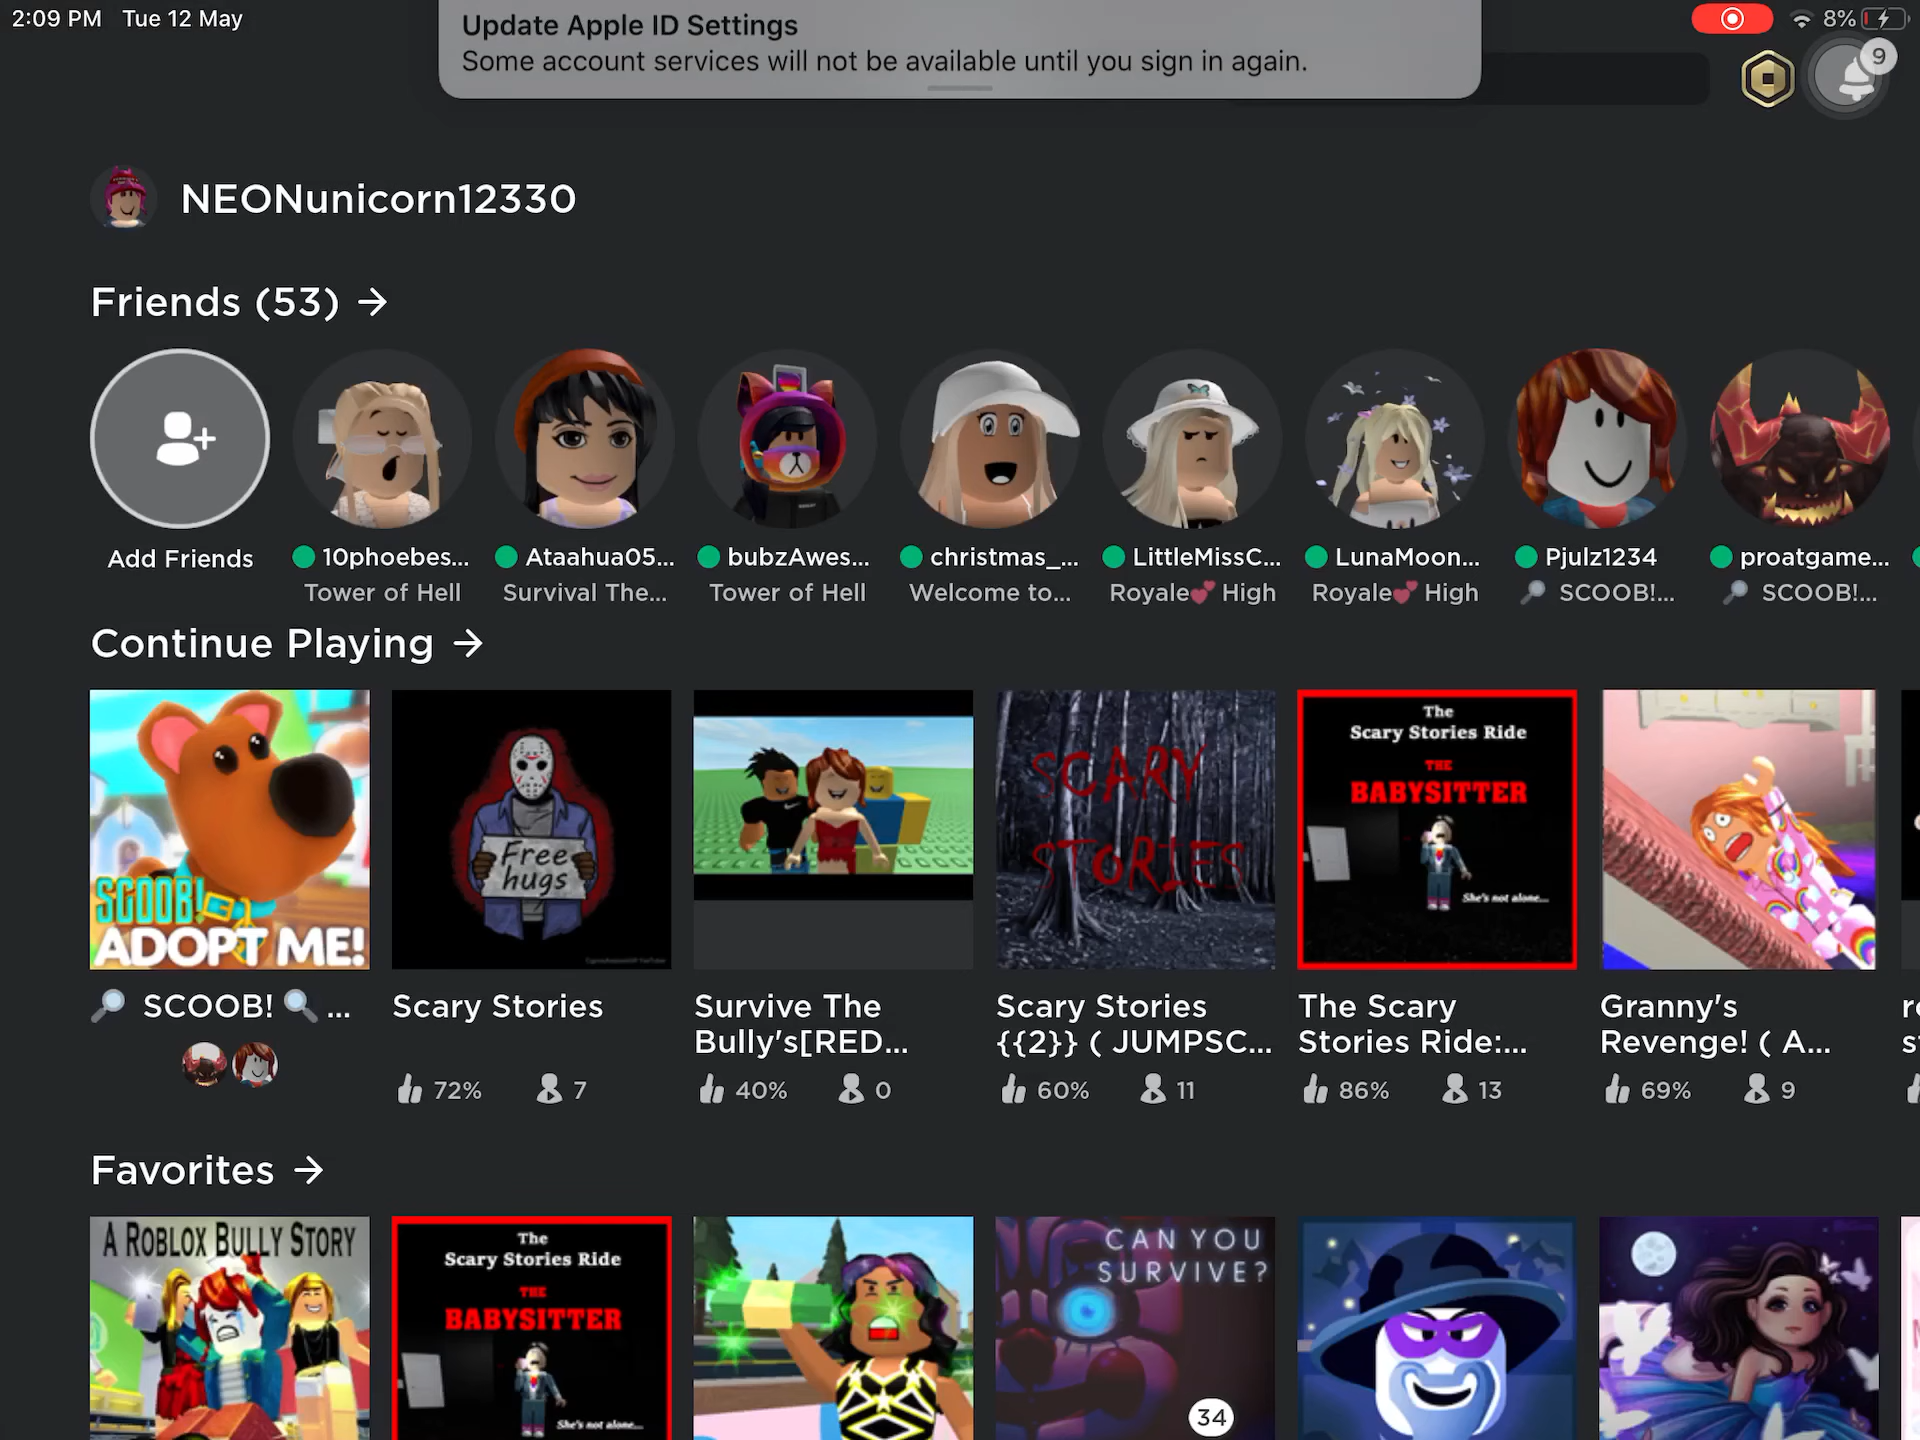 2:09 PM Tue 12 May
8%
Update Apple ID Settings
Some account services will not be available until you sign in again.
9
NEONunicorn12330
Friends (53) →
Add Friends
10phoebes...
Tower of Hell
Ataahua05...
Survival The...
bubzAwes...
Tower of Hell
christmas_...
Welcome to...
LittleMissC...
Royale💕 High
LunaMoon...
Royale💕 High
Pjulz1234
🔎 SCOOB!...
proatgame...
🔎 SCOOB!...
Continue Playing →
SCOOB!
ADOPT ME!
Free
hugs
SCARY
STORIES
The
Scary Stories Ride
THE
BABYSITTER
She's not alone...
🔎 SCOOB! 🔍 ...
Scary Stories
72% 7
Survive The
Bully's[RED...
40% 0
Scary Stories
{{2}} ( JUMPSC...
60% 11
The Scary
Stories Ride:...
86% 13
Granny's
Revenge! ( A...
69% 9
Favorites →
A ROBLOX BULLY STORY
The
Scary Stories Ride
THE
BABYSITTER
She's not alone...
CAN YOU
SURVIVE?
34